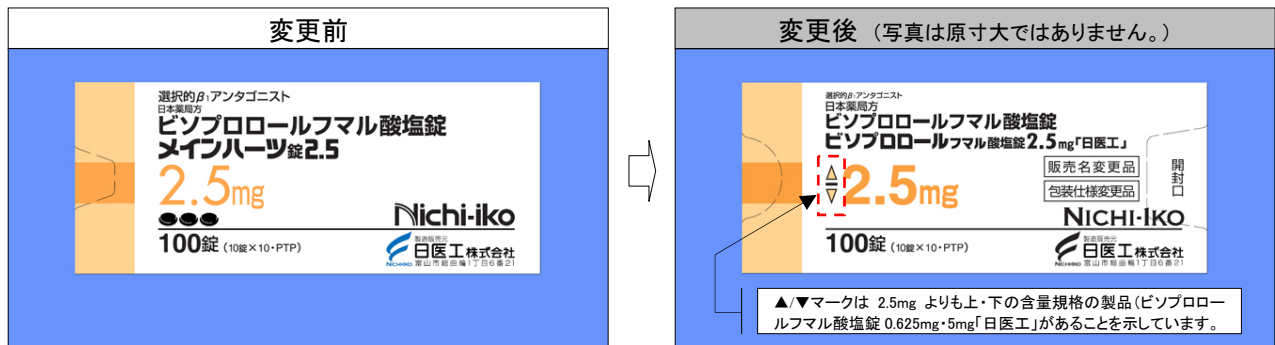 変更前
選択的β₁アンタゴニスト
日本薬局方
ビソプロロールフマル酸塩錠
メインハーツ錠2.5
2.5mg
100錠 (10錠×10・PTP)
Nichi-iko
製造販売元
日医工株式会社
NICHI-IKO 富山市総曲輪1丁目6番21
変更後 (写真は原寸大ではありません。)
選択的β₁アンタゴニスト
日本薬局方
ビソプロロールフマル酸塩錠
ビソプロロールフマル酸塩錠2.5mg「日医工」
△
▽
2.5mg
販売名変更品
包装仕様変更品
開封口
100錠 (10錠×10・PTP)
NICHI-IKO
製造販売元
日医工株式会社
NICHI-IKO 富山市総曲輪1丁目6番21
▲/▼マークは 2.5mg よりも上・下の含量規格の製品(ビソプロロー
ルフマル酸塩錠 0.625mg・5mg「日医工」があることを示しています。